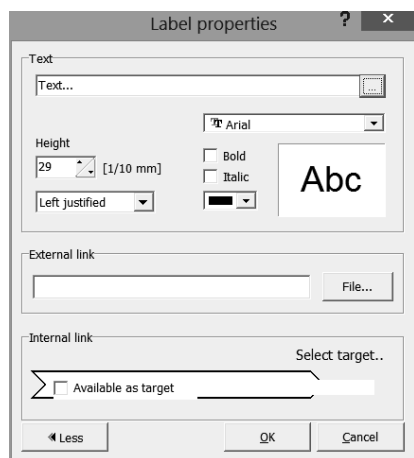 Label properties ? x
Text
Text... ...
Arial
Height
29 [1/10 mm]
Bold
Italic
Left justified
Abc
External link
File...
Internal link
Select target..
Available as target
Less OK Cancel